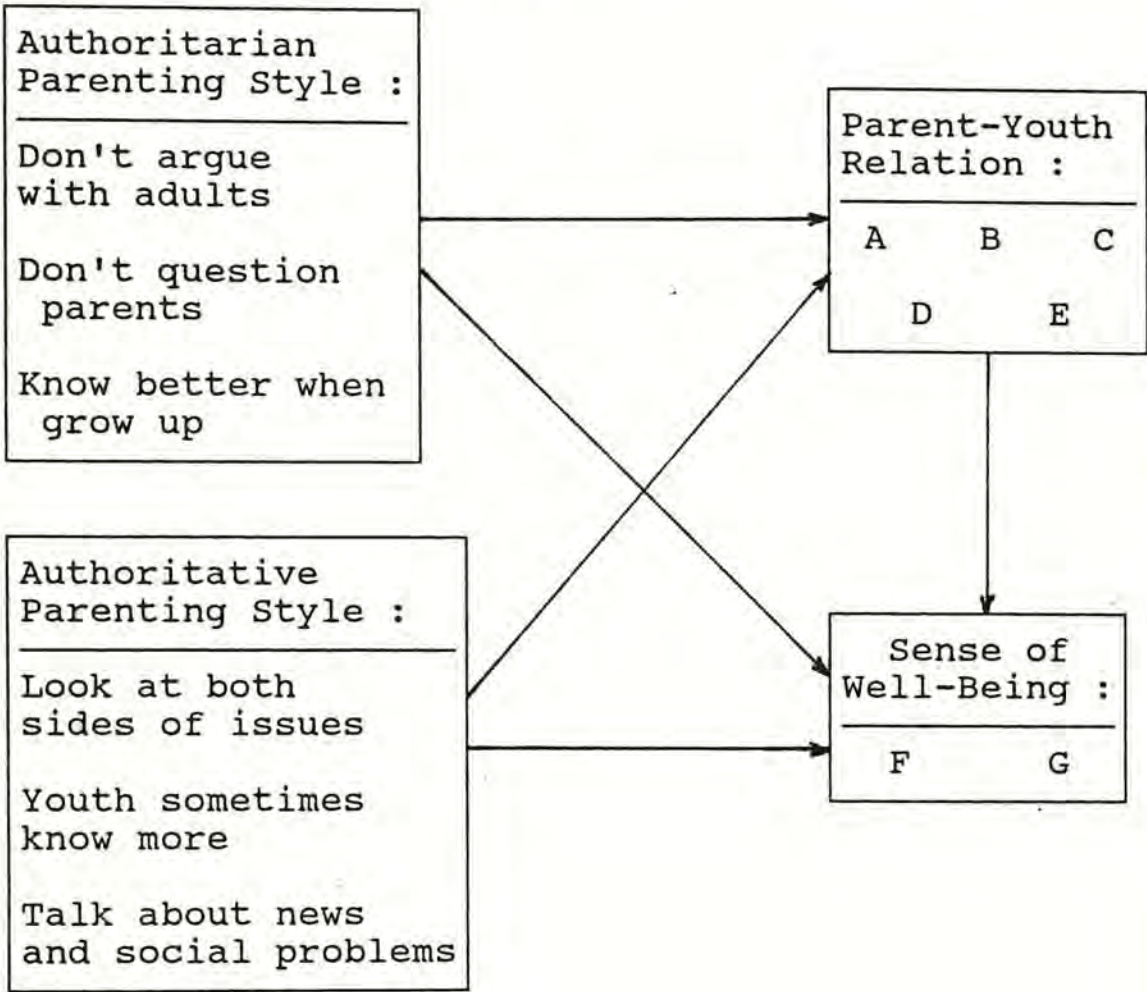 Authoritarian
Parenting Style :
Don't argue
with adults
Don't question
parents
Know better when
grow up
Authoritative
Parenting Style :
Look at both
sides of issues
Youth sometimes
know more
Talk about news
and social problems
Parent-Youth
Relation :
A B C
D E
Sense of
Well-Being :
F G